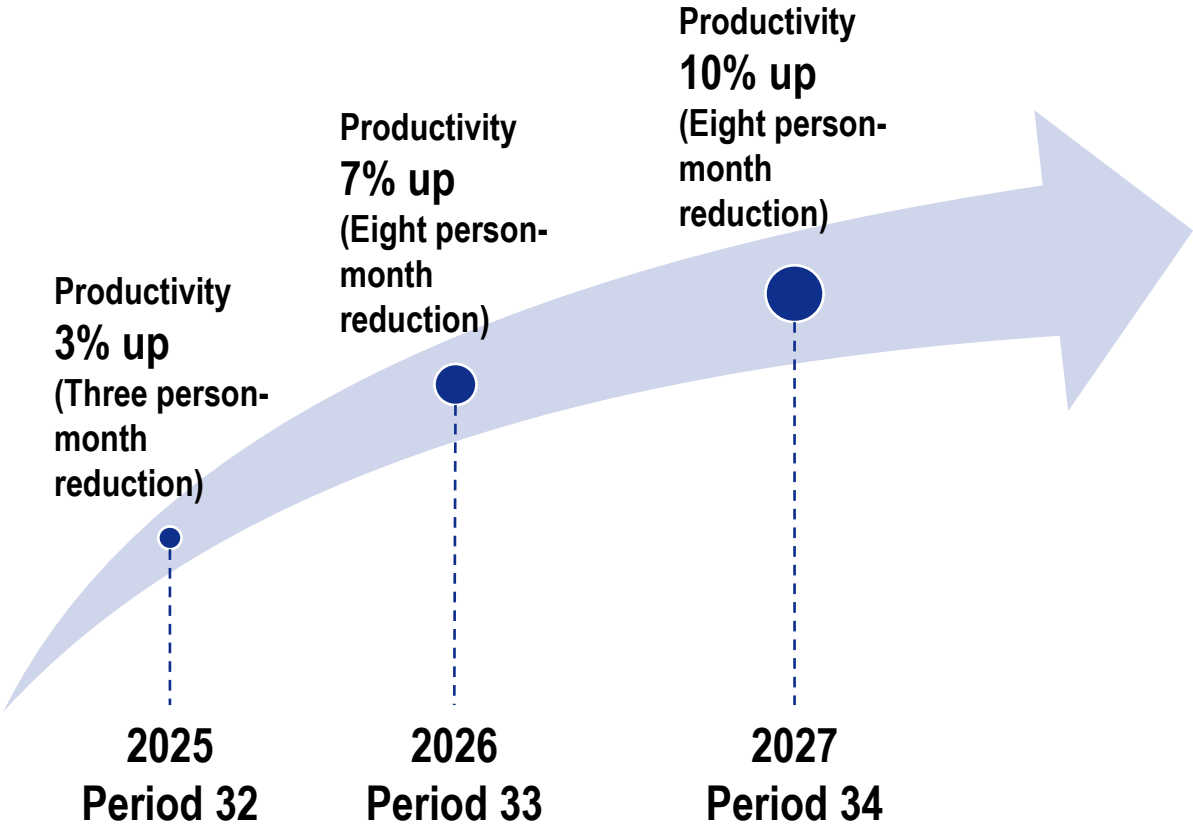 Productivity
3% up
(Three person-
month
reduction)
Productivity
7% up
(Eight person-
month
reduction)
Productivity
10% up
(Eight person-
month
reduction)
2025
Period 32
2026
Period 33
2027
Period 34